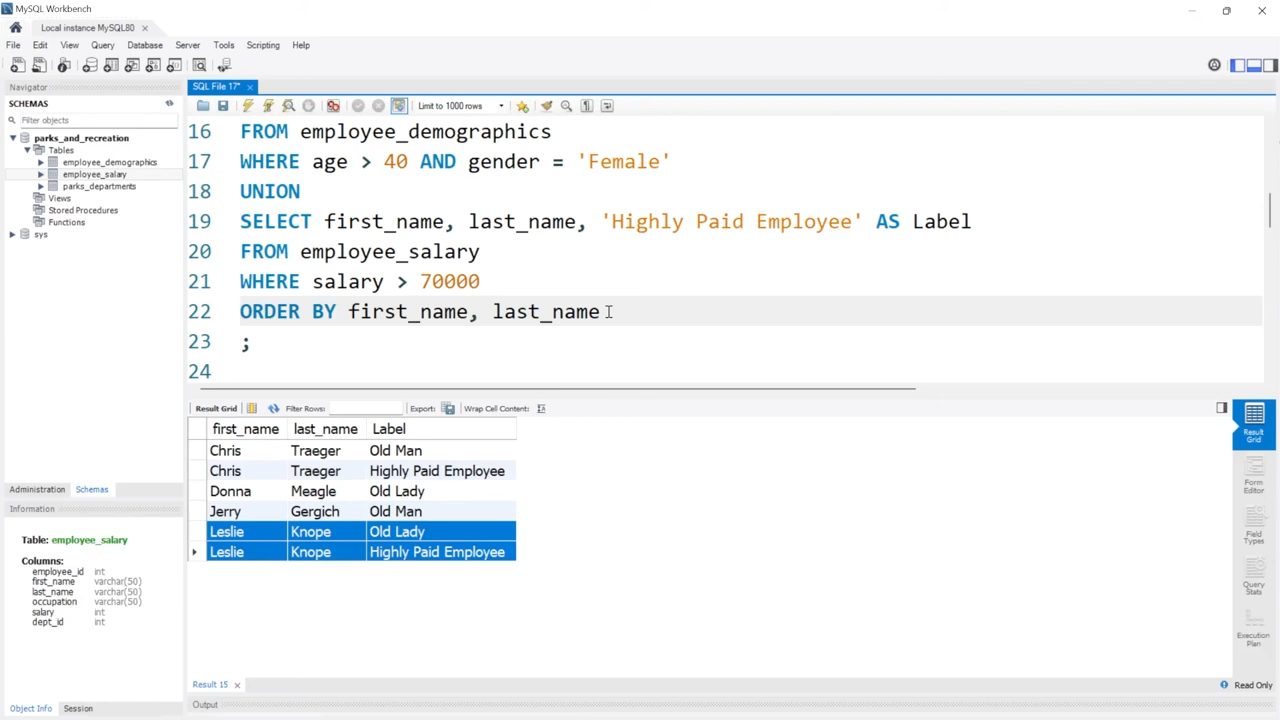 MySQL Workbench
Local instance MySQL80
File Edit View Query Database Server Tools Scripting Help
Navigator
SCHEMAS
Filter objects
parks_and_recreation
Tables
employee_demographics
employee_salary
parks_departments
Views
Stored Procedures
Functions
sys
Administration Schemas
Information
Table: employee_salary
Columns:
employee_id int
first_name varchar(50)
last_name varchar(50)
occupation varchar(50)
salary int
dept_id int
Object Info Session
SQL File 17*
Limit to 1000 rows
16 FROM employee_demographics
17 WHERE age > 40 AND gender = 'Female'
18 UNION
19 SELECT first_name, last_name, 'Highly Paid Employee' AS Label
20 FROM employee_salary
21 WHERE salary > 70000
22 ORDER BY first_name, last_name
23 ;
24
Result Grid Filter Rows: Export: Wrap Cell Content:
first_name last_name Label
Chris Traeger Old Man
Chris Traeger Highly Paid Employee
Donna Meagle Old Lady
Jerry Gergich Old Man
Leslie Knope Old Lady
Leslie Knope Highly Paid Employee
Result Grid
Form Editor
Field Types
Query Stats
Execution Plan
Result 15
Read Only
Output